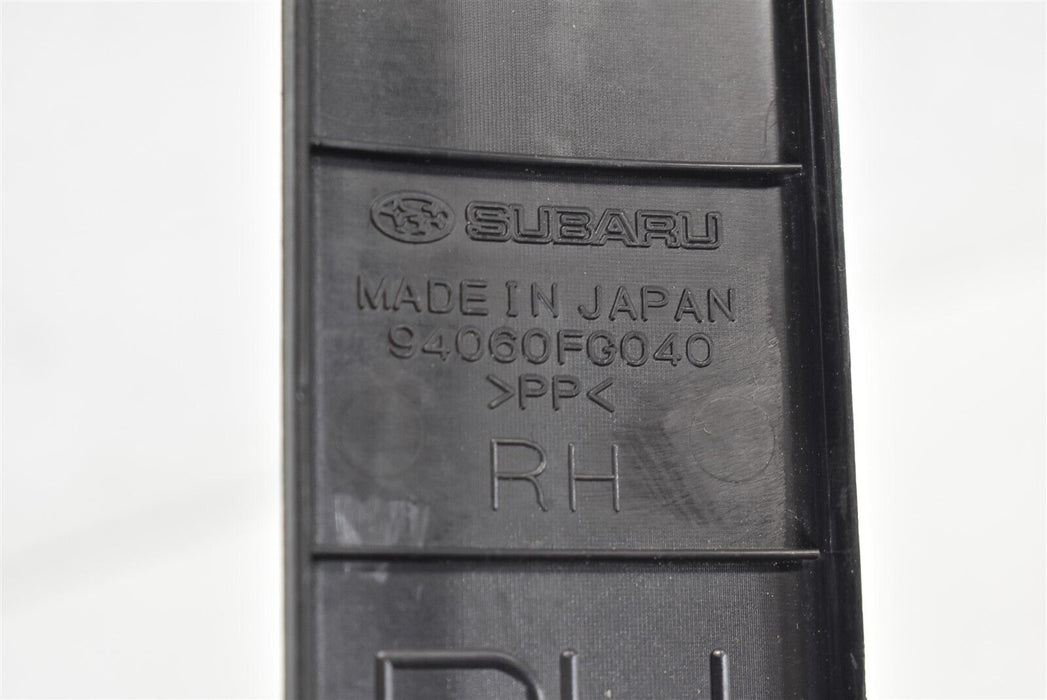 SUBARU
MADE IN JAPAN
94060FG040
>PP<
RH